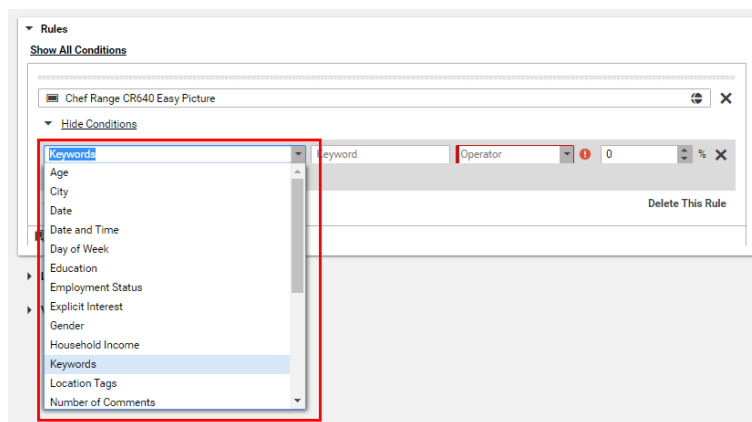 Rules
Show All Conditions
Chef Range CR640 Easy Picture
Hide Conditions
Keywords Keyword Operator 0 %
Age
City
Date
Delete This Rule
Date and Time
Day of Week
Education
Employment Status
Explicit Interest
Gender
Household Income
Keywords
Location Tags
Number of Comments